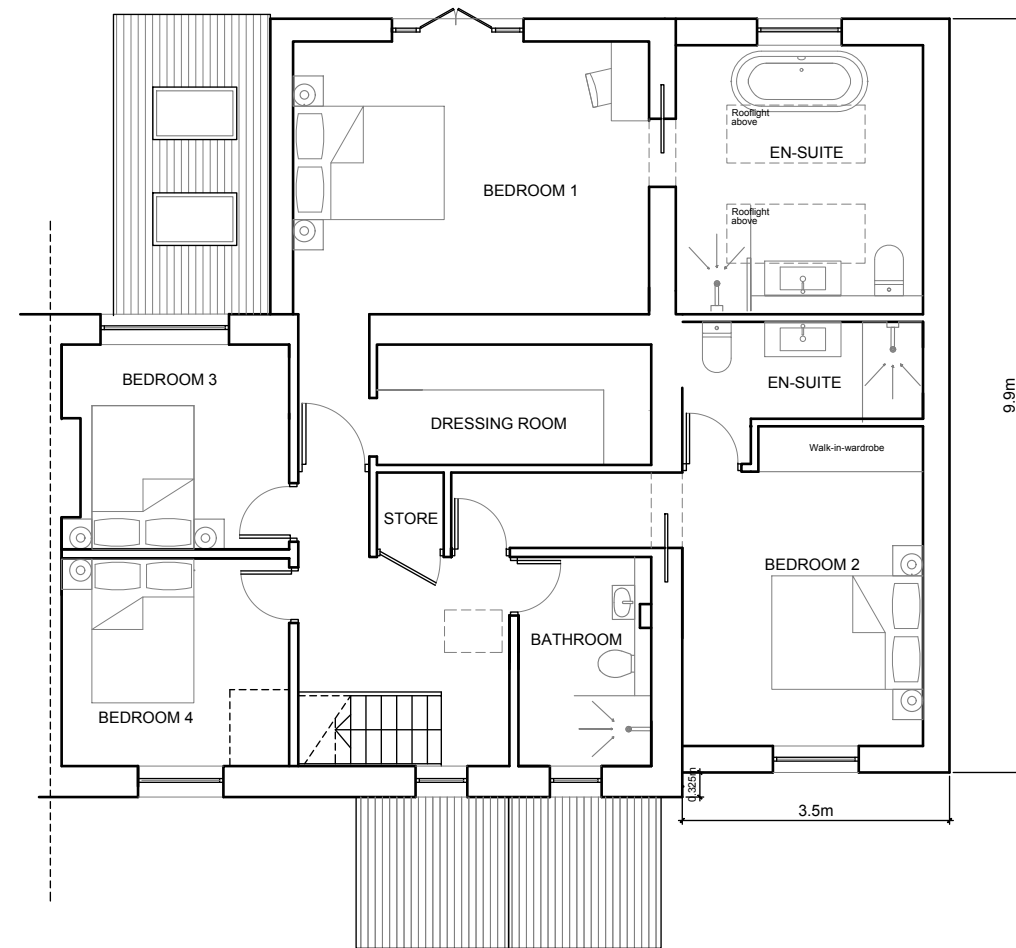 Rooflight
above
EN-SUITE
BEDROOM 1
Rooflight
above
BEDROOM 3
EN-SUITE
9.9m
DRESSING ROOM
Walk-in-wardrobe
STORE
BEDROOM 2
BATHROOM
BEDROOM 4
0.325m
3.5m